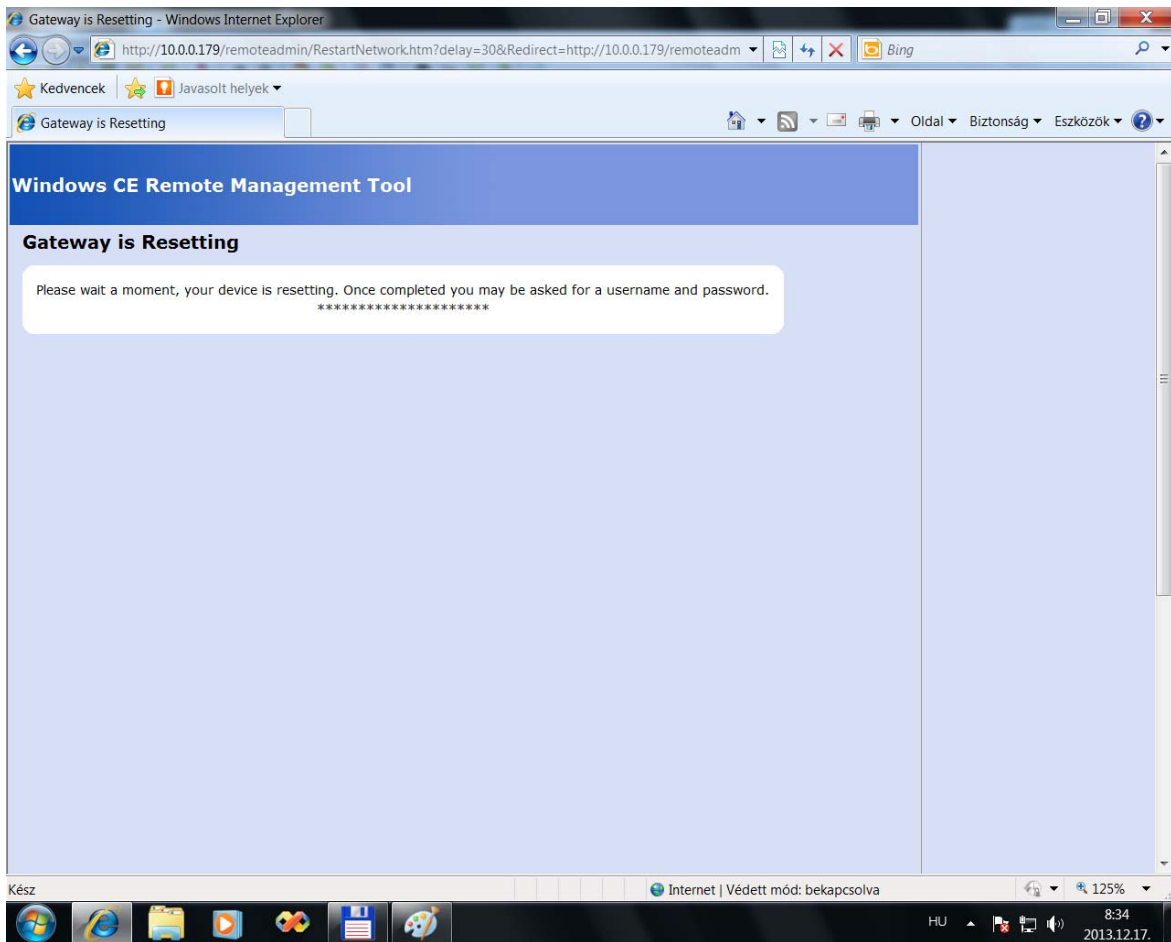 Gateway is Resetting - Windows Internet Explorer
http://10.0.0.179/remoteadmin/RestartNetwork.htm?delay=30&Redirect=http://10.0.0.179/remoteadm
Bing
Kedvencek
Javasolt helyek
Gateway is Resetting
Oldal
Biztonság
Eszközök
Windows CE Remote Management Tool
Gateway is Resetting
Please wait a moment, your device is resetting. Once completed you may be asked for a username and password.
*********************
Kész
Internet | Védett mód: bekapcsolva
125%
HU
8:34
2013.12.17.